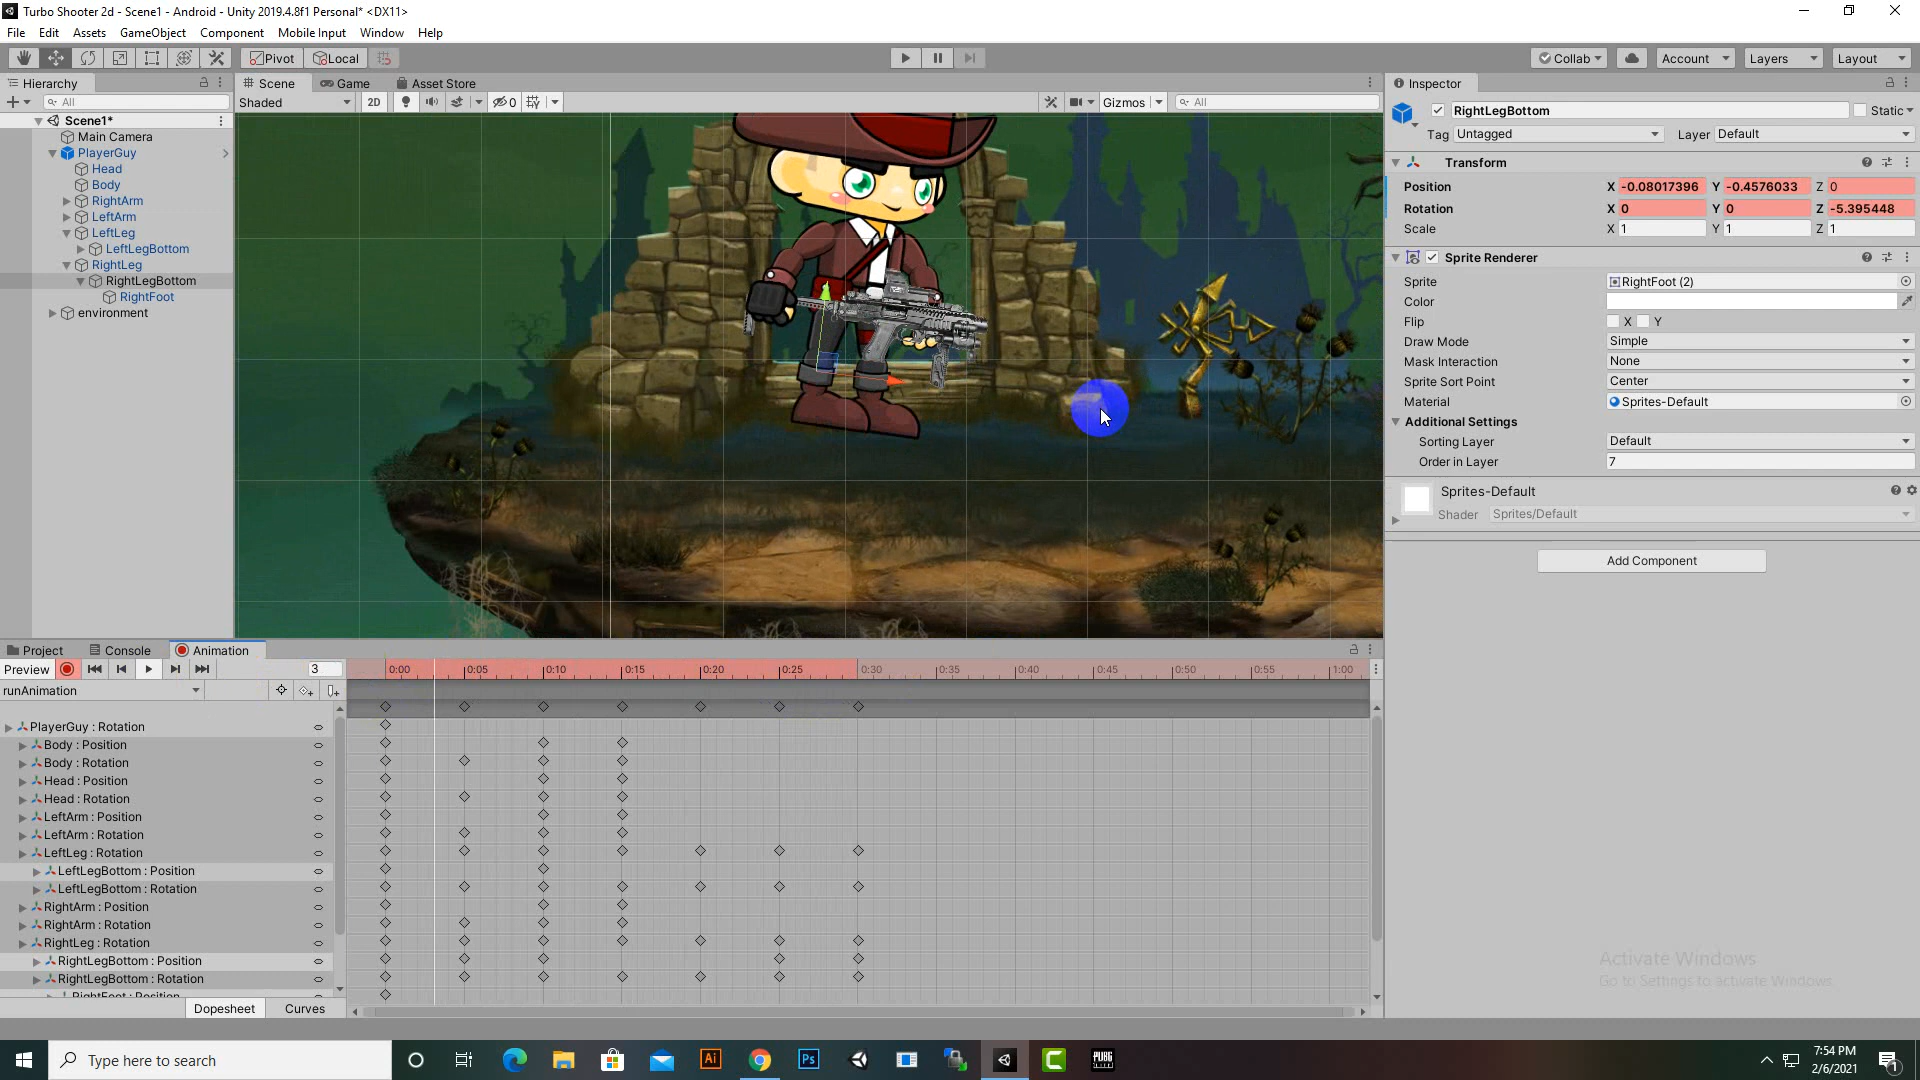 Turbo Shooter 2d - Scene1 - Android - Unity 2019.4.8f1 Personal* <DX11>
File Edit Assets GameObject Component Mobile Input Window Help
Pivot Local Collab Account Layers Layout
Hierarchy Scene Game Asset Store Inspector
All Shaded 2D 0 Gizmos All
Scene1*
Main Camera
PlayerGuy
Head
Body
RightArm
LeftArm
LeftLeg
LeftLegBottom
RightLeg
RightLegBottom
RightFoot
environment
RightLegBottom Static
Tag Untagged Layer Default
Transform
Position X -0.08017396 Y -0.4576033 Z 0
Rotation X 0 Y 0 Z -5.395448
Scale X 1 Y 1 Z 1
Sprite Renderer
Sprite RightFoot (2)
Color
Flip X Y
Draw Mode Simple
Mask Interaction None
Sprite Sort Point Center
Material Sprites-Default
Additional Settings
Sorting Layer Default
Order in Layer 7
Sprites-Default
Shader Sprites/Default
Add Component
Project Console Animation
Preview 3 0:00 0:05 0:10 0:15 0:20 0:25 0:30 0:35 0:40 0:45 0:50 0:55 1:00
runAnimation
PlayerGuy : Rotation
Body : Position
Body : Rotation
Head : Position
Head : Rotation
LeftArm : Position
LeftArm : Rotation
LeftLeg : Rotation
LeftLegBottom : Position
LeftLegBottom : Rotation
RightArm : Position
RightArm : Rotation
RightLeg : Rotation
RightLegBottom : Position
RightLegBottom : Rotation
RightFoot : Position
Dopesheet Curves
Activate Windows
Go to Settings to activate Windows.
Type here to search
Ai
Ps
PUBG
7:54 PM
2/6/2021
1